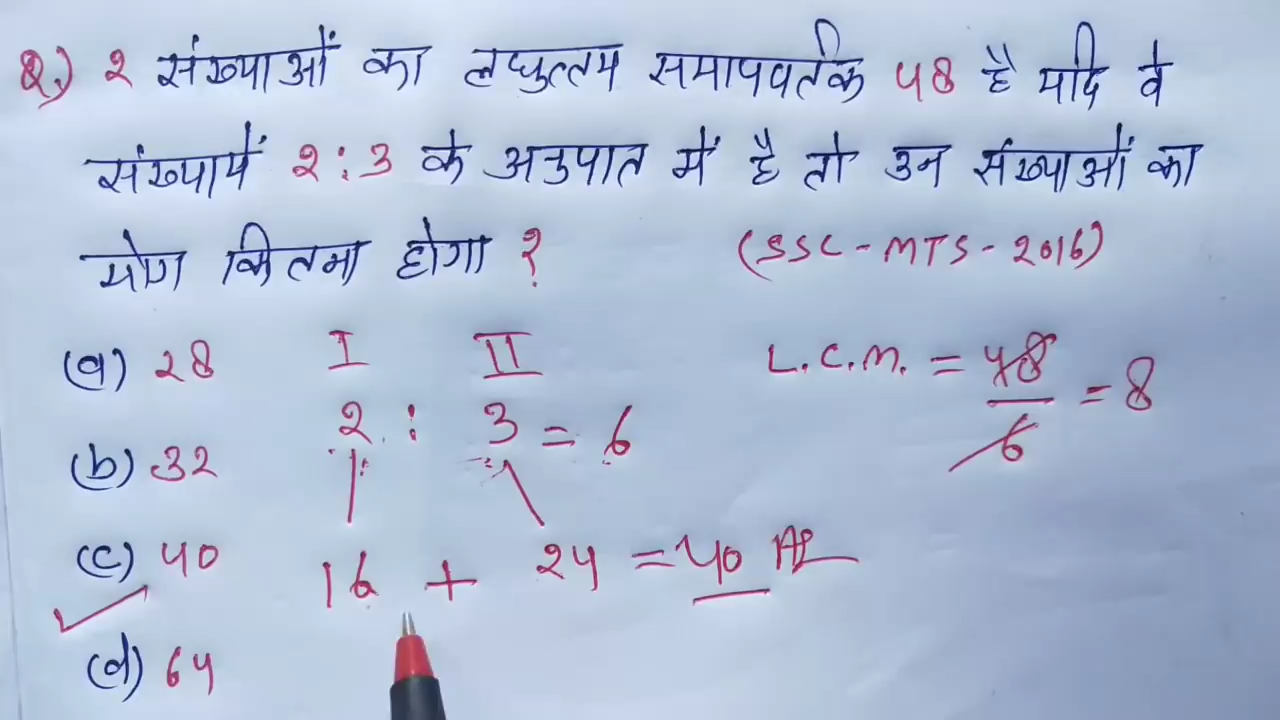 Q.) 2 संख्याओं का लघुत्तम समापवर्तक 48 है यदि वे
संख्यायें 2 : 3 के अनुपात में है तो उन संख्याओं का
योग कितना होगा ?
(SSC - MTS - 2016)
(a) 28
I II
L.C.M. = 48/6 = 8
2 : 3 = 6
(b) 32
(c) 40
16 + 24 = 40
(d) 64